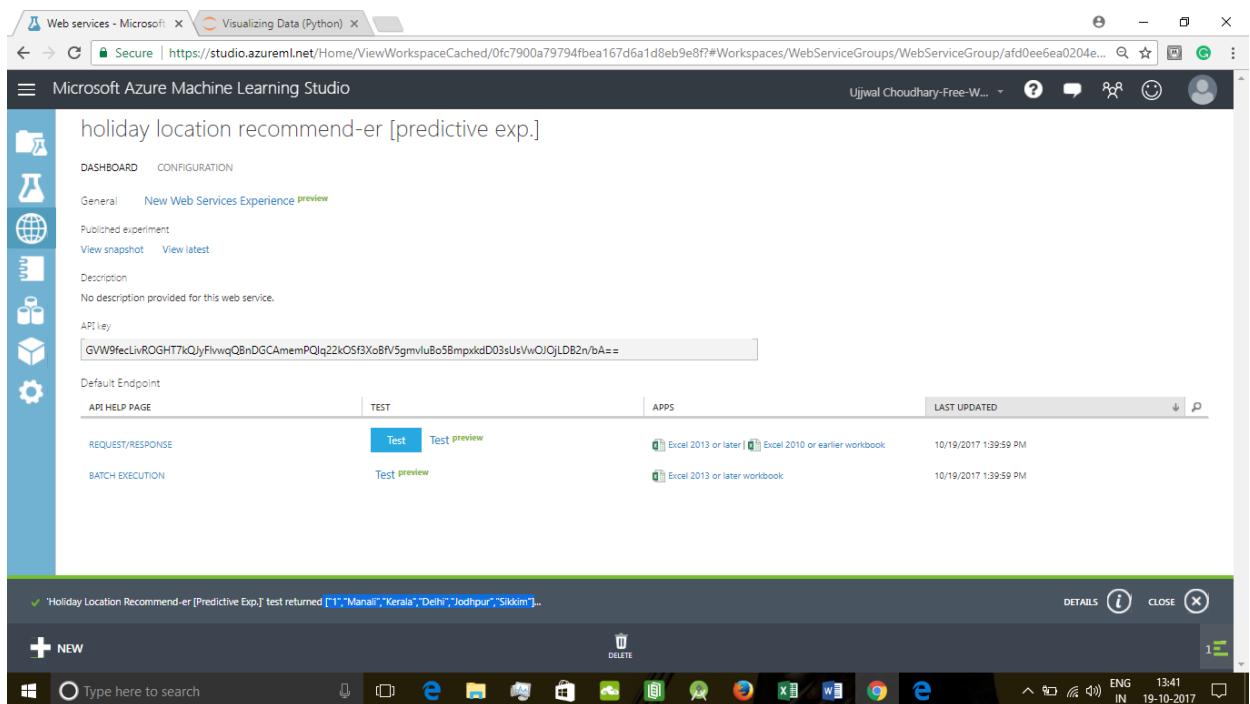 Web services - Microsoft
Visualizing Data (Python)
Secure | https://studio.azureml.net/Home/ViewWorkspaceCached/0fc7900a79794fbea167d6a1d8eb9e8f?#Workspaces/WebServiceGroups/WebServiceGroup/afd0ee6ea0204e...
Microsoft Azure Machine Learning Studio
Ujjwal Choudhary-Free-W...
holiday location recommend-er [predictive exp.]
DASHBOARD CONFIGURATION
General New Web Services Experience preview
Published experiment
View snapshot View latest
Description
No description provided for this web service.
API key
Default Endpoint
API HELP PAGE TEST APPS LAST UPDATED
REQUEST/RESPONSE Test Test preview Excel 2013 or later | Excel 2010 or earlier workbook 10/19/2017 1:39:59 PM
BATCH EXECUTION Test preview Excel 2013 or later workbook 10/19/2017 1:39:59 PM
'Holiday Location Recommend-er [Predictive Exp.]' test returned ["1","Manali","Kerala","Delhi","Jodhpur","Sikkim"]...
DETAILS CLOSE
NEW DELETE 1
Type here to search
ENG 13:41
IN 19-10-2017